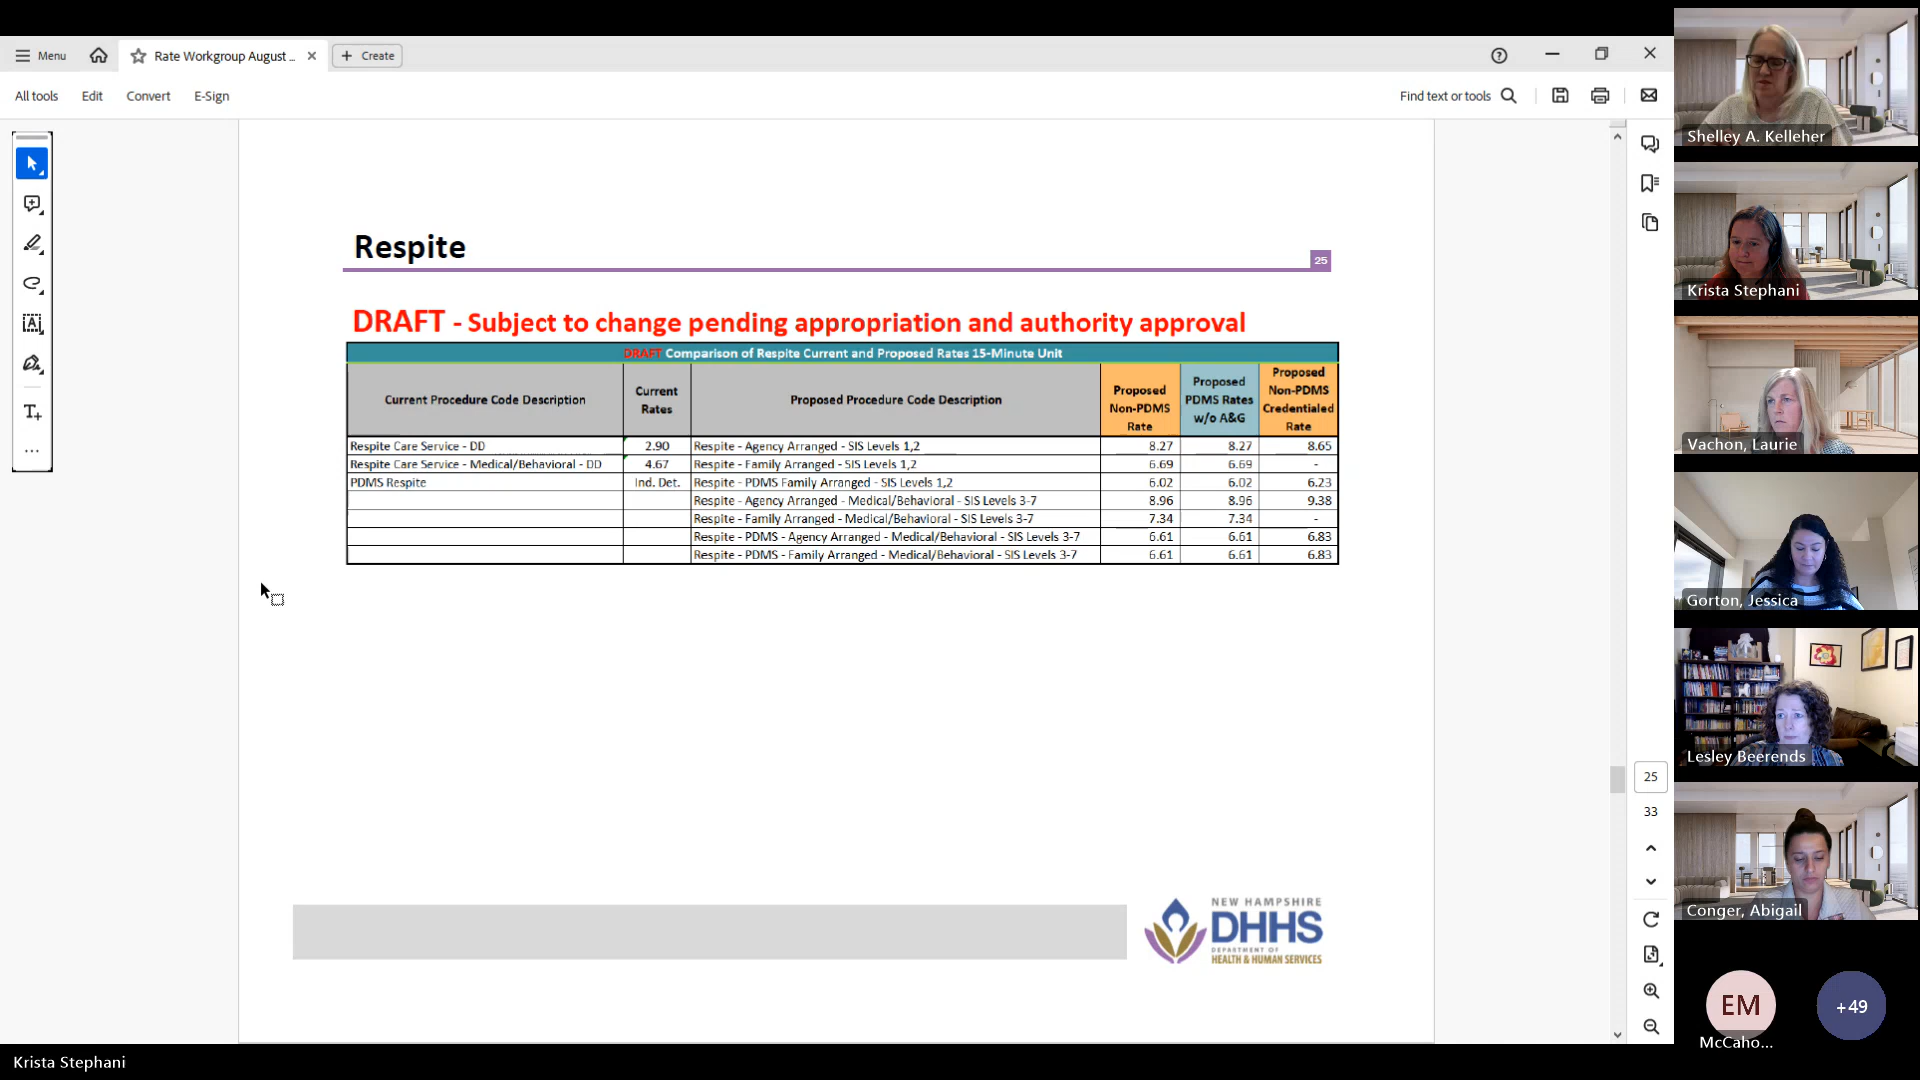 Menu
Rate Workgroup August ...
Create
All tools
Edit
Convert
E-Sign
Find text or tools
Respite
25
DRAFT - Subject to change pending appropriation and authority approval
DRAFT Comparison of Respite Current and Proposed Rates 15-Minute Unit
Current Procedure Code Description
Current Rates
Proposed Procedure Code Description
Proposed Non-PDMS Rate
Proposed PDMS Rates w/o A&G
Proposed Non-PDMS Credentialed Rate
Respite Care Service - DD 2.90 Respite - Agency Arranged - SIS Levels 1,2 8.27 8.27 8.65
Respite Care Service - Medical/Behavioral - DD 4.67 Respite - Family Arranged - SIS Levels 1,2 6.69 6.69 -
PDMS Respite Ind. Det. Respite - PDMS Family Arranged - SIS Levels 1,2 6.02 6.02 6.23
Respite - Agency Arranged - Medical/Behavioral - SIS Levels 3-7 8.96 8.96 9.38
Respite - Family Arranged - Medical/Behavioral - SIS Levels 3-7 7.34 7.34 -
Respite - PDMS - Agency Arranged - Medical/Behavioral - SIS Levels 3-7 6.61 6.61 6.83
Respite - PDMS - Family Arranged - Medical/Behavioral - SIS Levels 3-7 6.61 6.61 6.83
NEW HAMPSHIRE
DHHS
DEPARTMENT OF
HEALTH & HUMAN SERVICES
25
33
Shelley A. Kelleher
Krista Stephani
Vachon, Laurie
Gorton, Jessica
Lesley Beerends
Conger, Abigail
EM
+49
McCaho...
Krista Stephani